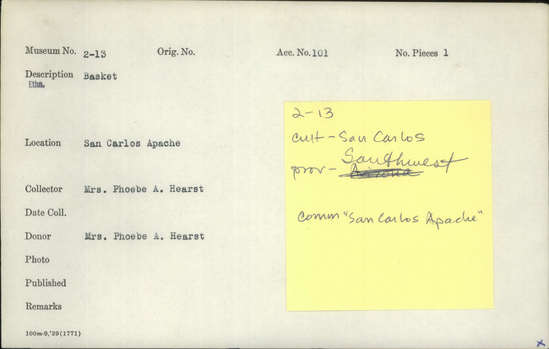 Museum No. 2-13 Orig. No. Acc. No. 101 No. Pieces 1
Description Basket
Etha.
Location San Carlos Apache
Collector Mrs. Phoebe A. Hearst
Date Coll.
Donor Mrs. Phoebe A. Hearst
Photo
Published
Remarks
100m-9,'29(1771)
2-13
cult - San Carlos
Southwest
prov - Arizona
comm "San Carlos Apache"
x